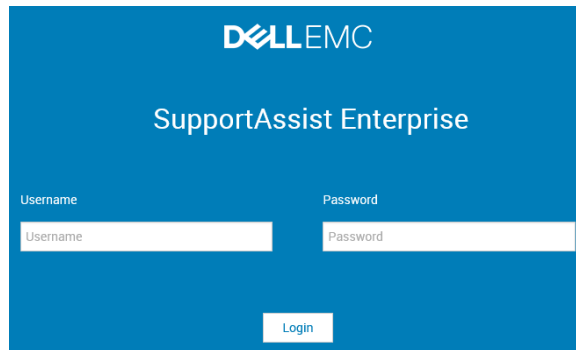 DELLEMC
SupportAssist Enterprise
Username
Password
Username
Password
Login